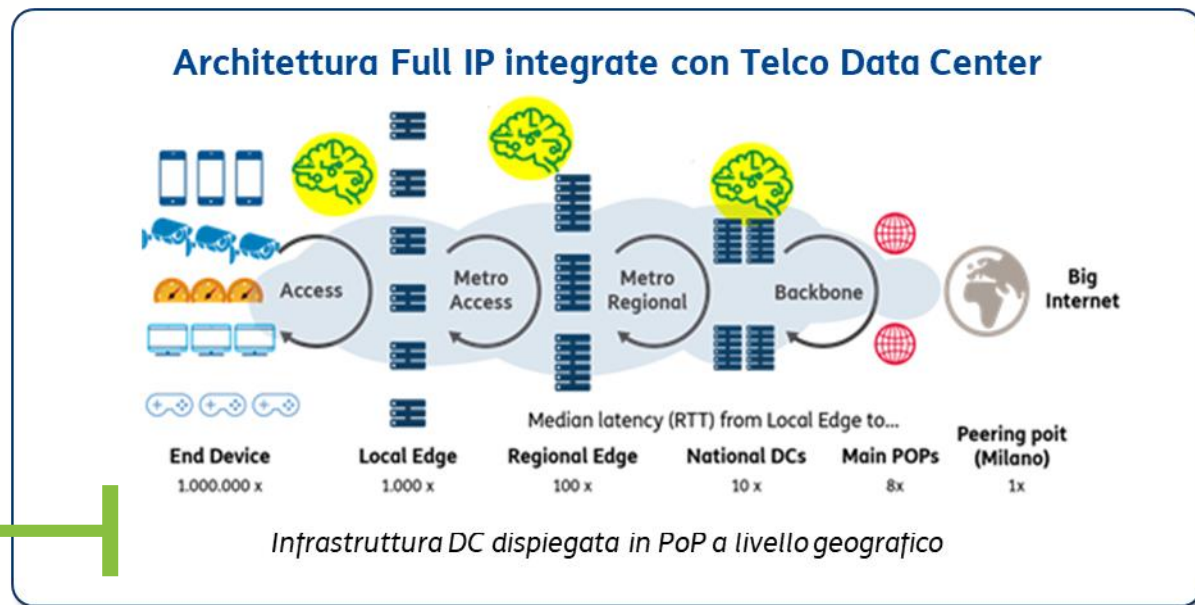 Architettura Full IP integrate con Telco Data Center
Access
Metro
Access
Metro
Regional
Backbone
Big
Internet
Median latency (RTT) from Local Edge to...
End Device
1.000.000 x
Local Edge
1.000 x
Regional Edge
100 x
National DCs
10 x
Main POPs
8x
Peering poit
(Milano)
1x
Infrastruttura DC dispiegata in PoP a livello geografico